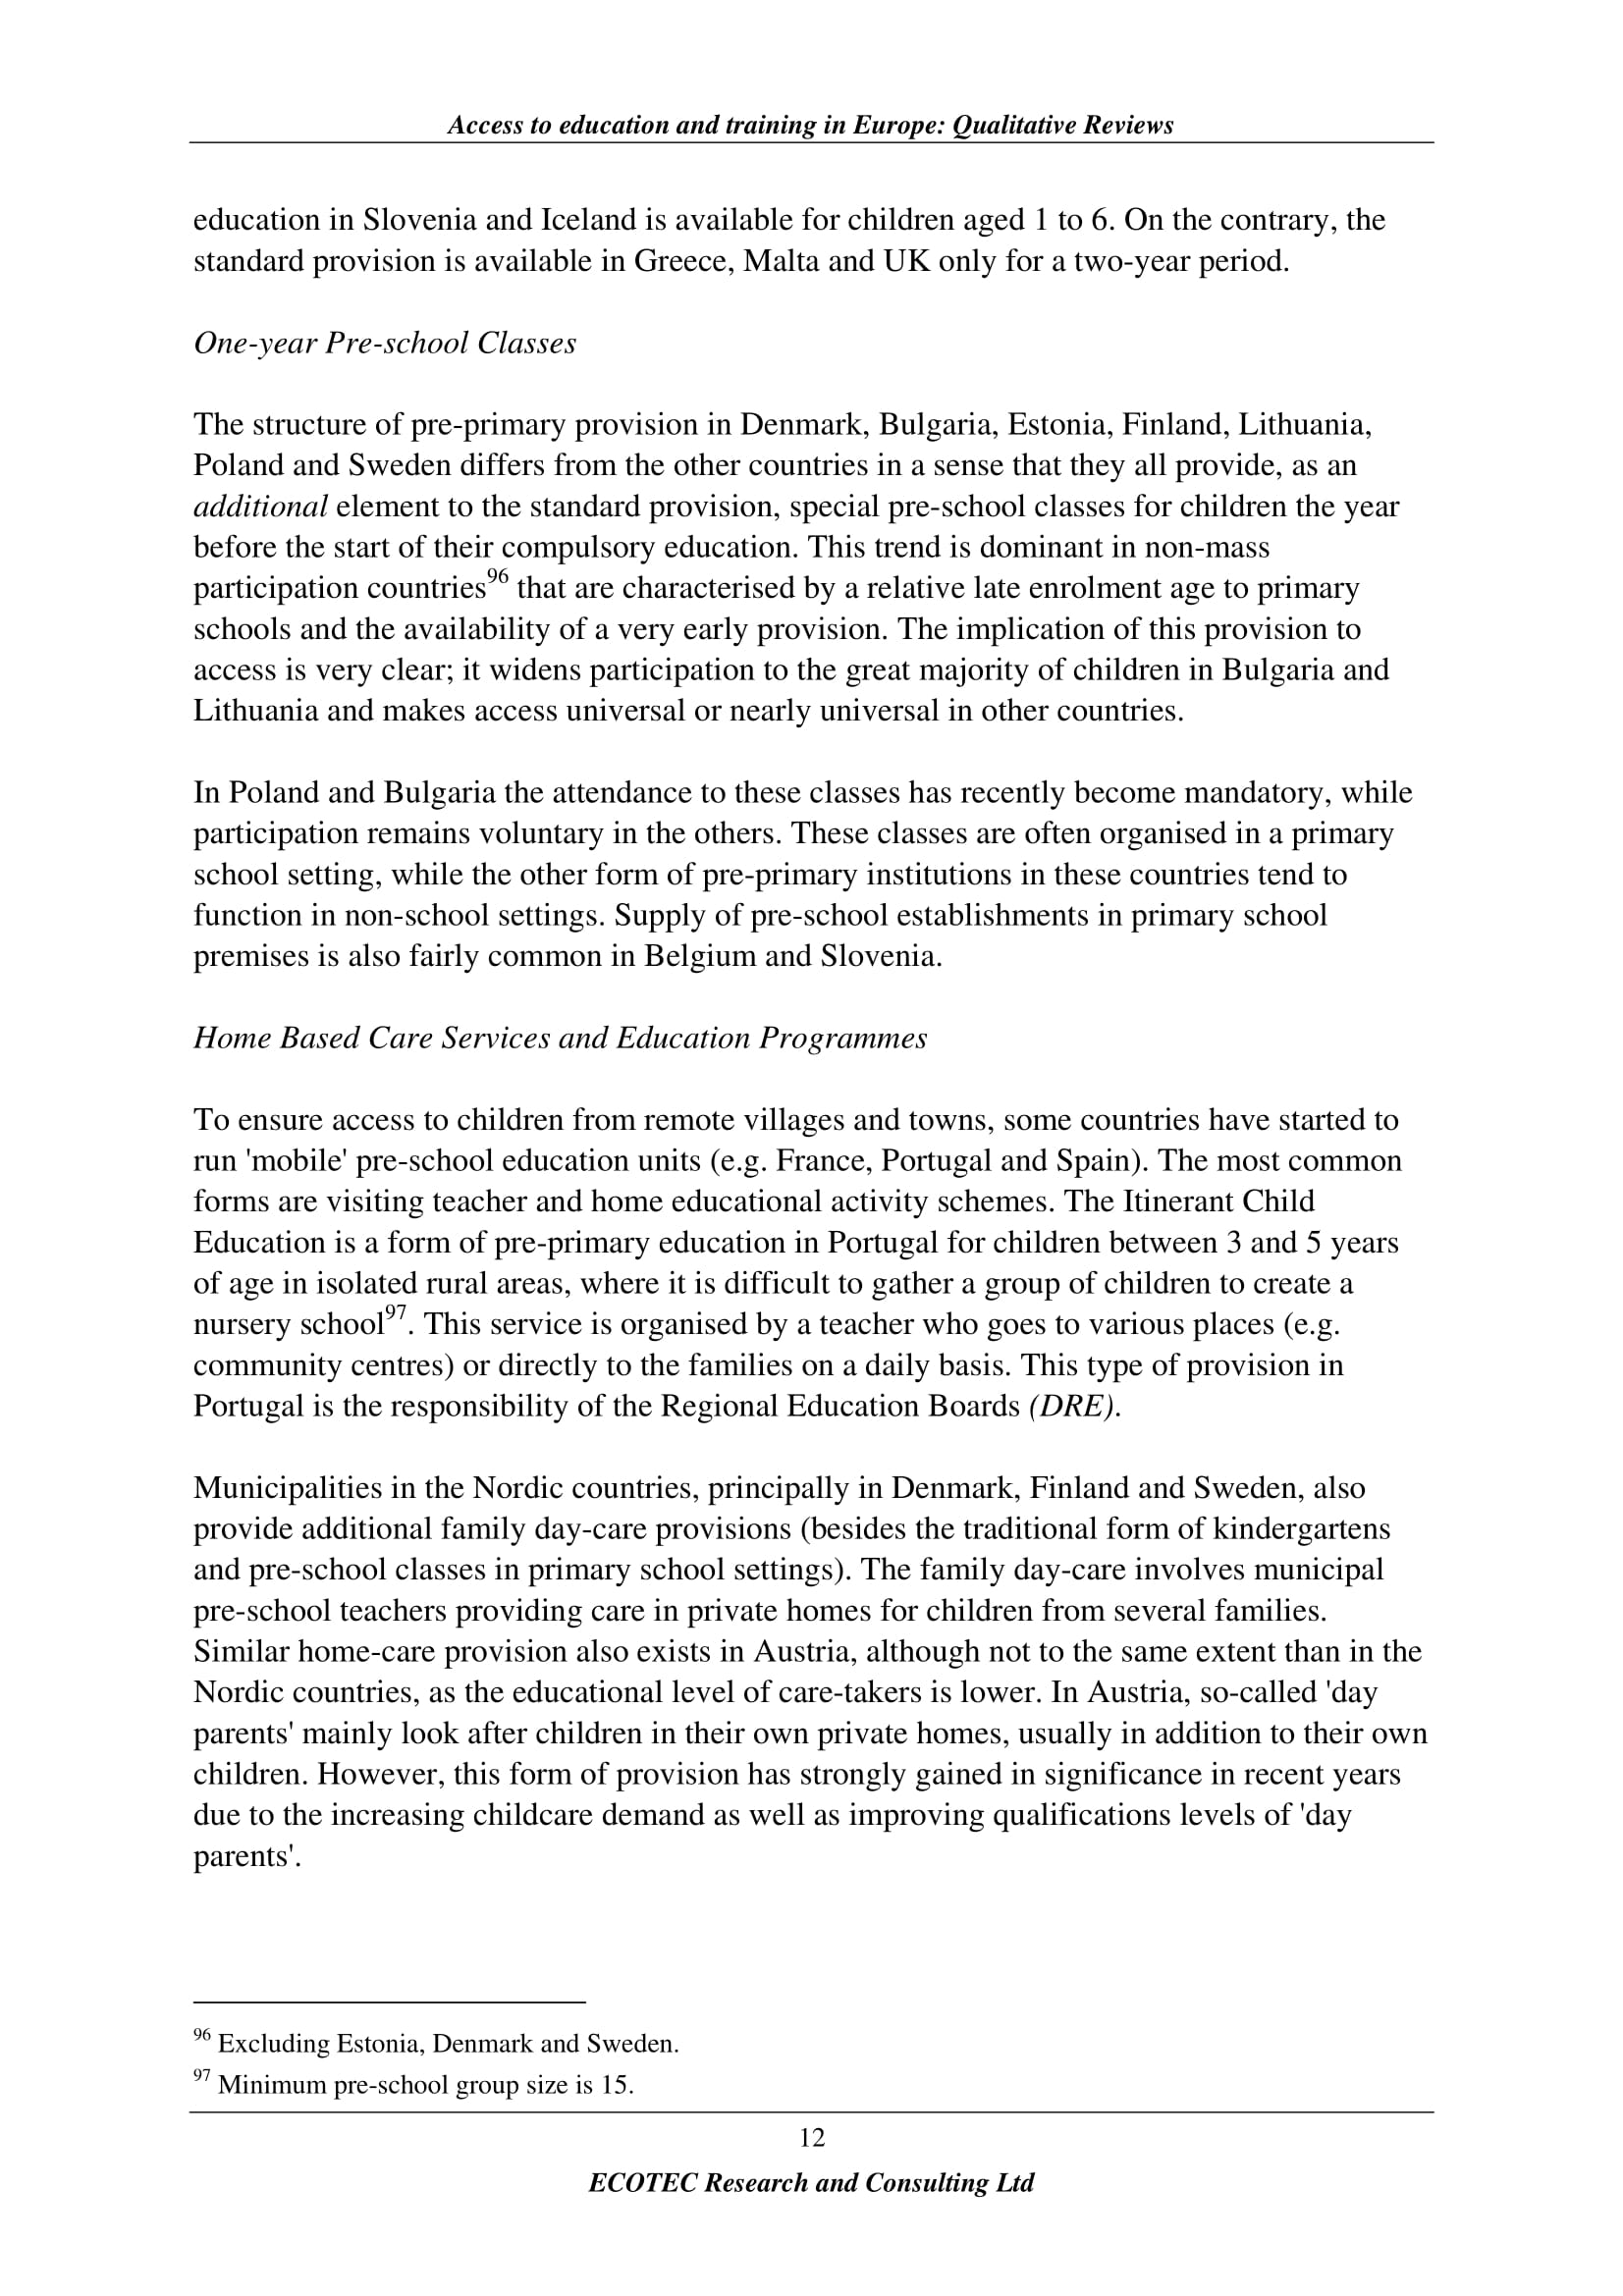 Access to education and training in Europe: Qualitative Reviews
education in Slovenia and Iceland is available for children aged 1 to 6. On the contrary, the
standard provision is available in Greece, Malta and UK only for a two-year period.
One-year Pre-school Classes
The structure of pre-primary provision in Denmark, Bulgaria, Estonia, Finland, Lithuania,
Poland and Sweden differs from the other countries in a sense that they all provide, as an
additional element to the standard provision, special pre-school classes for children the year
before the start of their compulsory education. This trend is dominant in non-mass
participation countries96 that are characterised by a relative late enrolment age to primary
schools and the availability of a very early provision. The implication of this provision to
access is very clear; it widens participation to the great majority of children in Bulgaria and
Lithuania and makes access universal or nearly universal in other countries.
In Poland and Bulgaria the attendance to these classes has recently become mandatory, while
participation remains voluntary in the others. These classes are often organised in a primary
school setting, while the other form of pre-primary institutions in these countries tend to
function in non-school settings. Supply of pre-school establishments in primary school
premises is also fairly common in Belgium and Slovenia.
Home Based Care Services and Education Programmes
To ensure access to children from remote villages and towns, some countries have started to
run 'mobile' pre-school education units (e.g. France, Portugal and Spain). The most common
forms are visiting teacher and home educational activity schemes. The Itinerant Child
Education is a form of pre-primary education in Portugal for children between 3 and 5 years
of age in isolated rural areas, where it is difficult to gather a group of children to create a
nursery school97. This service is organised by a teacher who goes to various places (e.g.
community centres) or directly to the families on a daily basis. This type of provision in
Portugal is the responsibility of the Regional Education Boards (DRE).
Municipalities in the Nordic countries, principally in Denmark, Finland and Sweden, also
provide additional family day-care provisions (besides the traditional form of kindergartens
and pre-school classes in primary school settings). The family day-care involves municipal
pre-school teachers providing care in private homes for children from several families.
Similar home-care provision also exists in Austria, although not to the same extent than in the
Nordic countries, as the educational level of care-takers is lower. In Austria, so-called 'day
parents' mainly look after children in their own private homes, usually in addition to their own
children. However, this form of provision has strongly gained in significance in recent years
due to the increasing childcare demand as well as improving qualifications levels of 'day
parents'.
96 Excluding Estonia, Denmark and Sweden.
97 Minimum pre-school group size is 15.
12
ECOTEC Research and Consulting Ltd